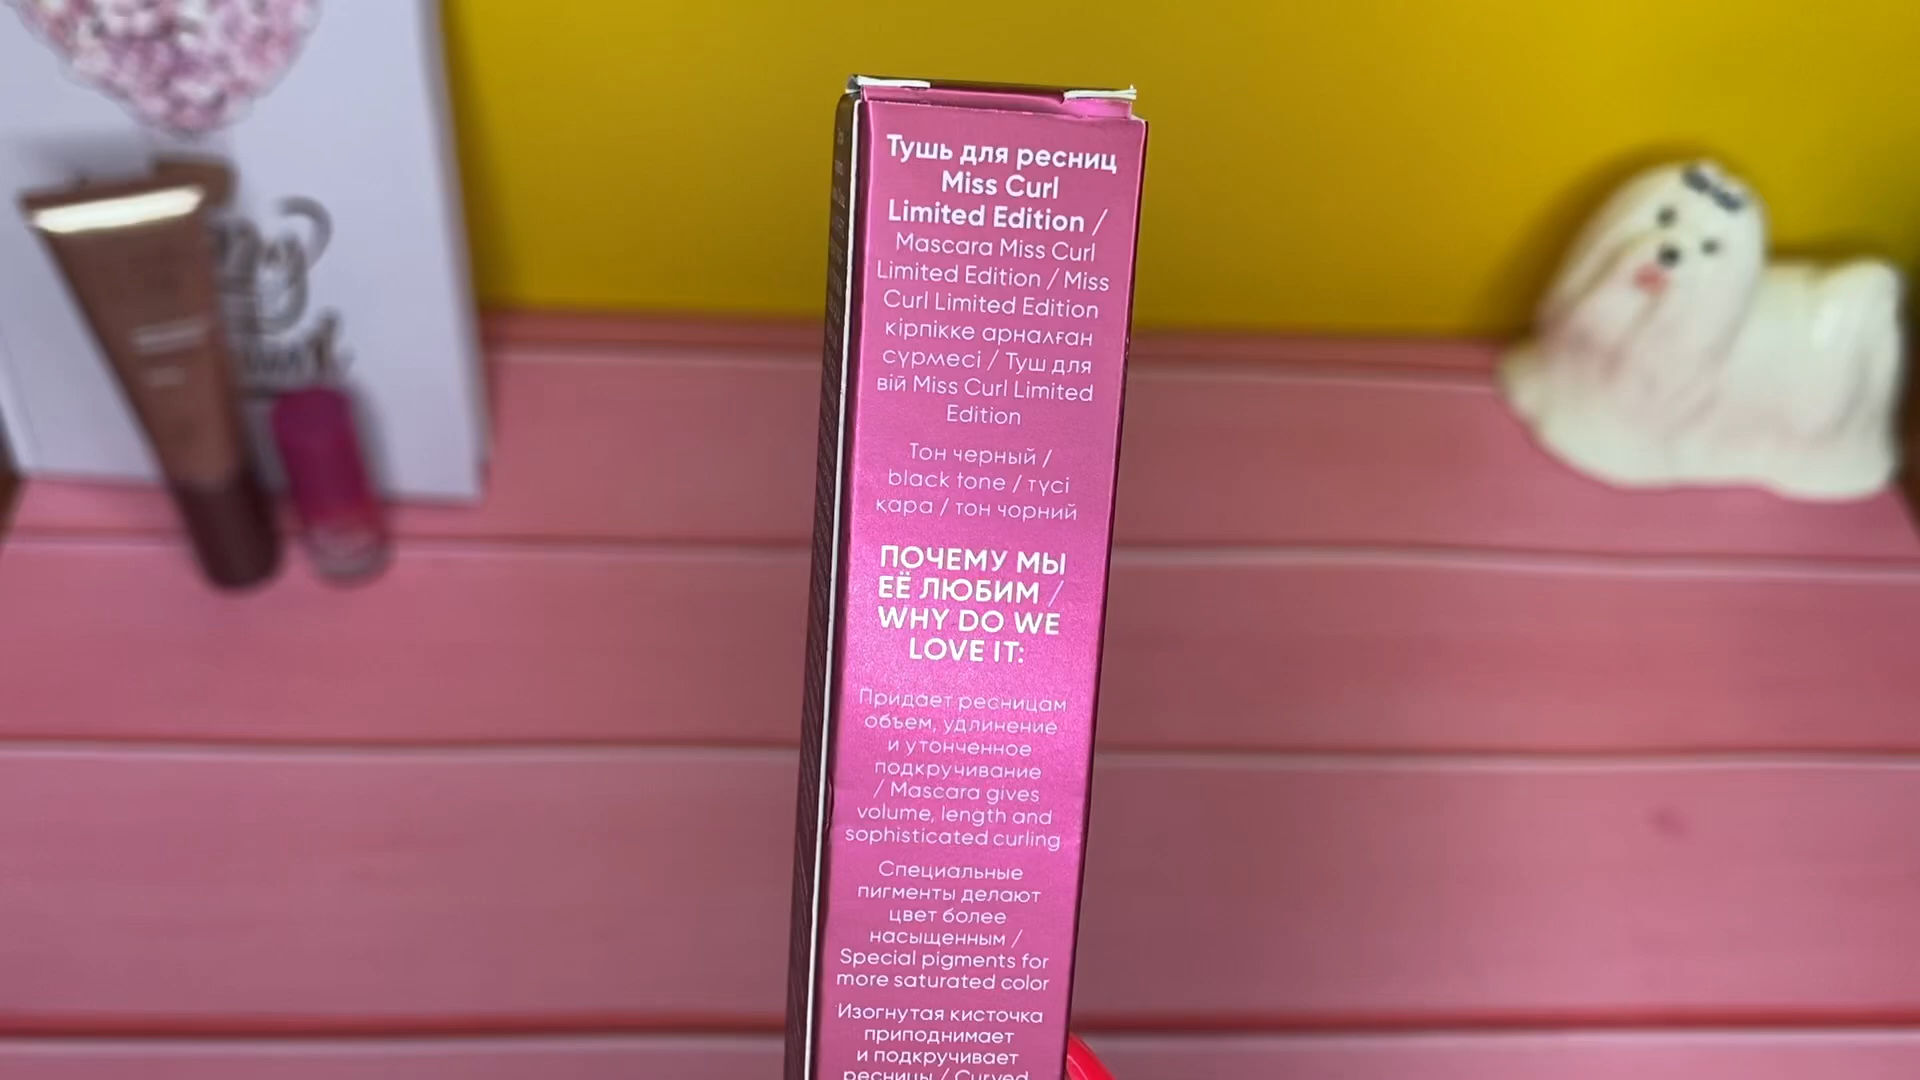 Тушь для ресниц
Miss Curl
Limited Edition /
Mascara Miss Curl
Limited Edition / Miss
Curl Limited Edition
кірпікке арналған
сүрмесі / Туш для
вій Miss Curl Limited
Edition
Тон черный /
black tone / түсі
қара / тон чорний
ПОЧЕМУ МЫ
ЕЁ ЛЮБИМ /
WHY DO WE
LOVE IT:
Придает ресницам
объем, удлинение
и утонченное
подкручивание
/ Mascara gives
volume, length and
sophisticated curling
Специальные
пигменты делают
цвет более
насыщенным /
Special pigments for
more saturated color
Изогнутая кисточка
приподнимает
и подкручивает
ресницы / Curved